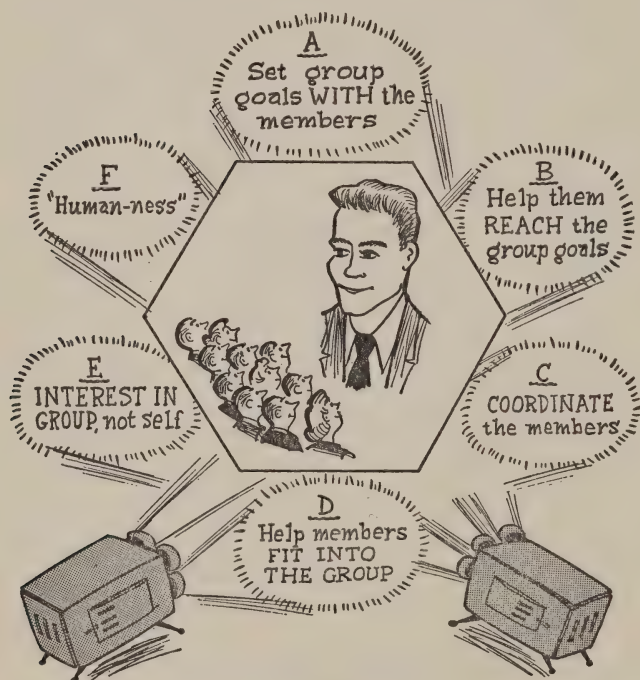 A
Set group
goals WITH the
members
B
Help them
REACH the
group goals
C
COORDINATE
the members
D
Help members
FIT INTO
THE GROUP
E
INTEREST IN
GROUP, not self
F
"Human-ness"